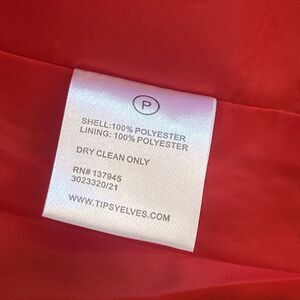 P
SHELL:100% POLYESTER
LINING: 100% POLYESTER
DRY CLEAN ONLY
RN# 137945
3023320/21
WWW.TIPSYELVES.COM